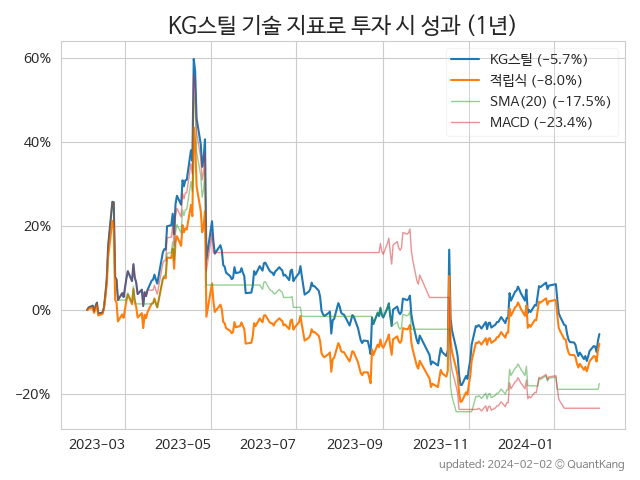 KG스틸 기술 지표로 투자 시 성과 (1년)
KG스틸 (−5.7%)
적립식 (−8.0%)
SMA(20) (−17.5%)
MACD (−23.4%)
60%
40%
20%
0%
−20%
2023-03 2023-05 2023-07 2023-09 2023-11 2024-01
updated: 2024-02-02 © QuantKang